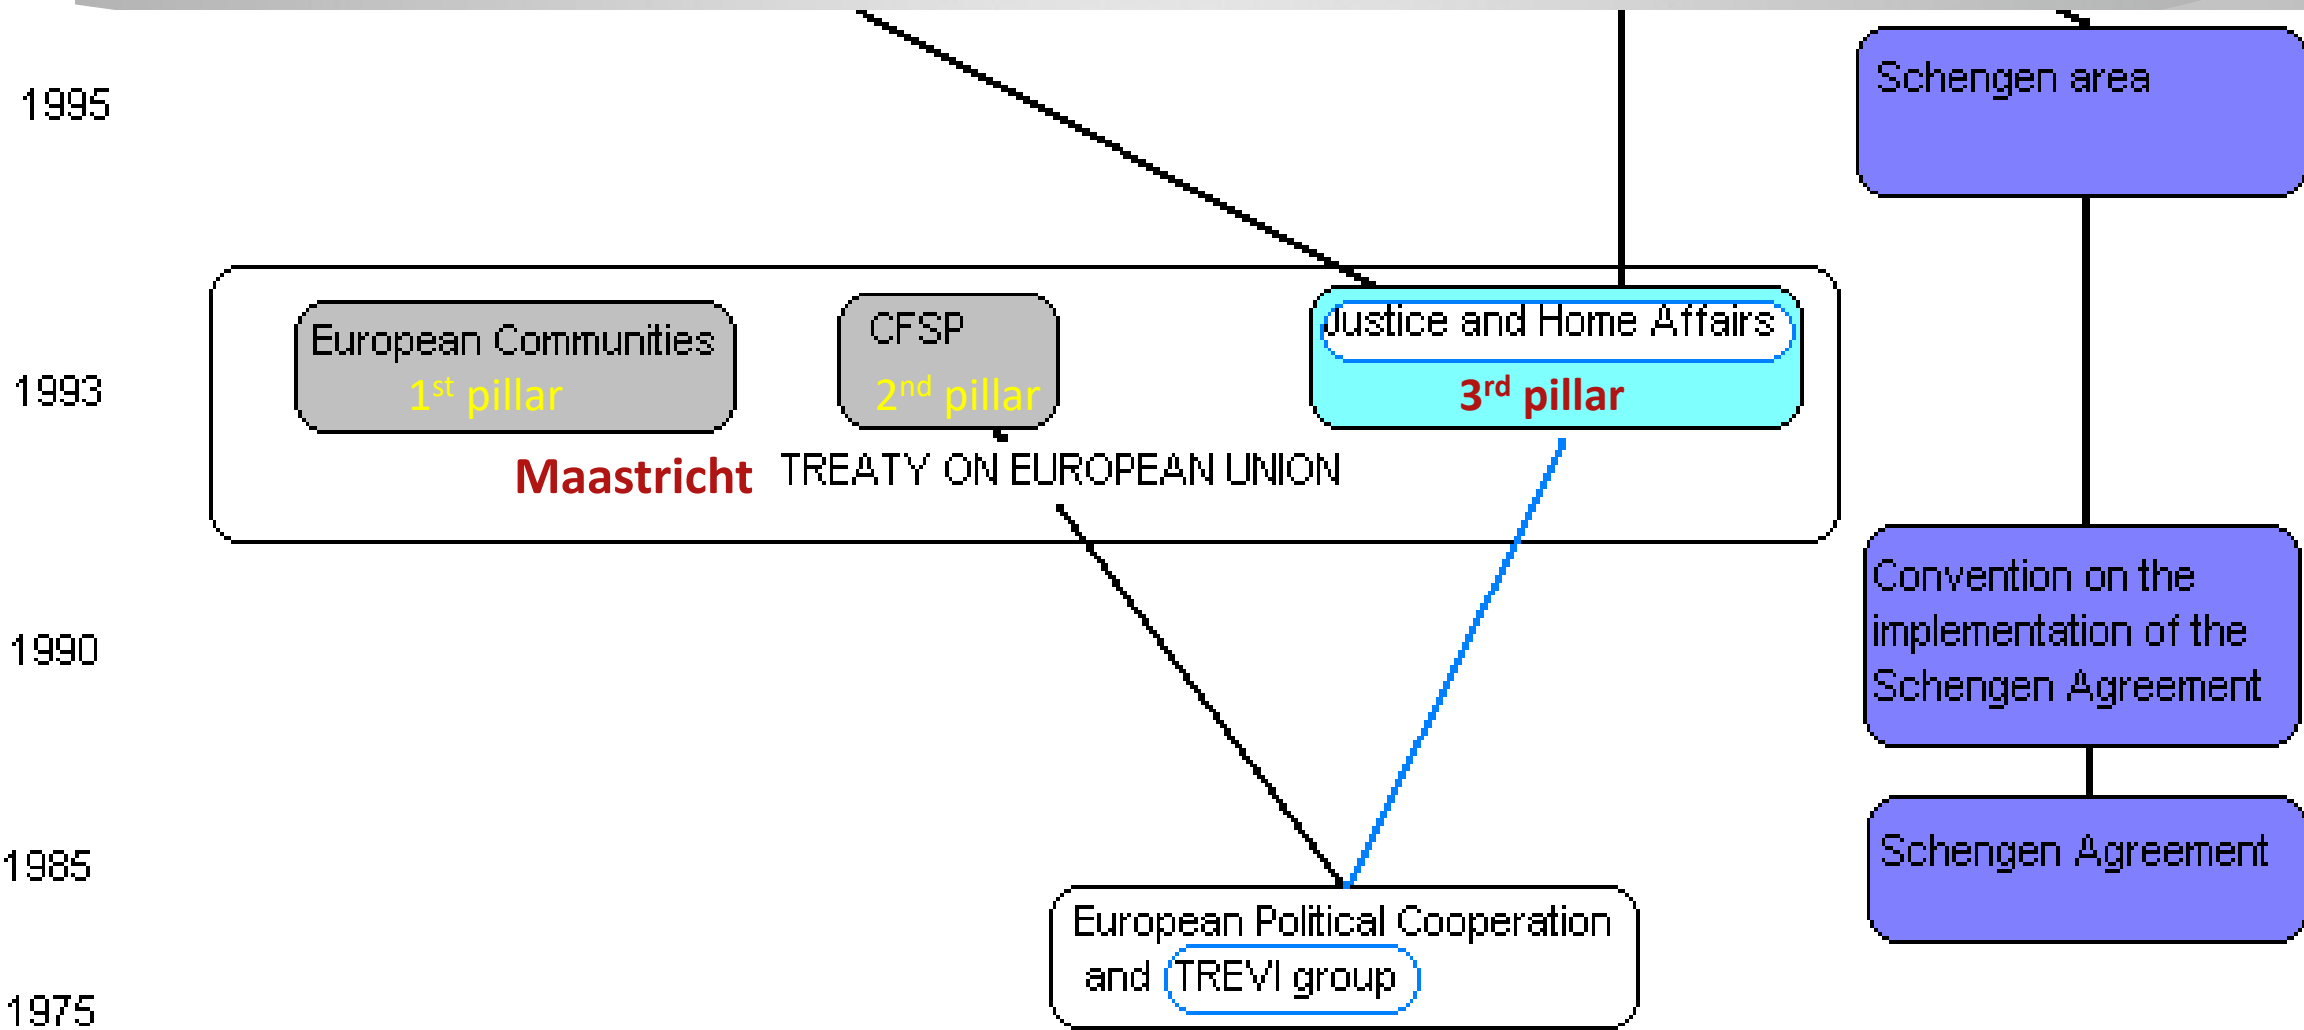 1995
Schengen area
European Communities
1st pillar
CFSP
2nd pillar
Justice and Home Affairs
3rd pillar
1993
Maastricht TREATY ON EUROPEAN UNION
1990
Convention on the
implementation of the
Schengen Agreement
1985
Schengen Agreement
European Political Cooperation
and TREVI group
1975